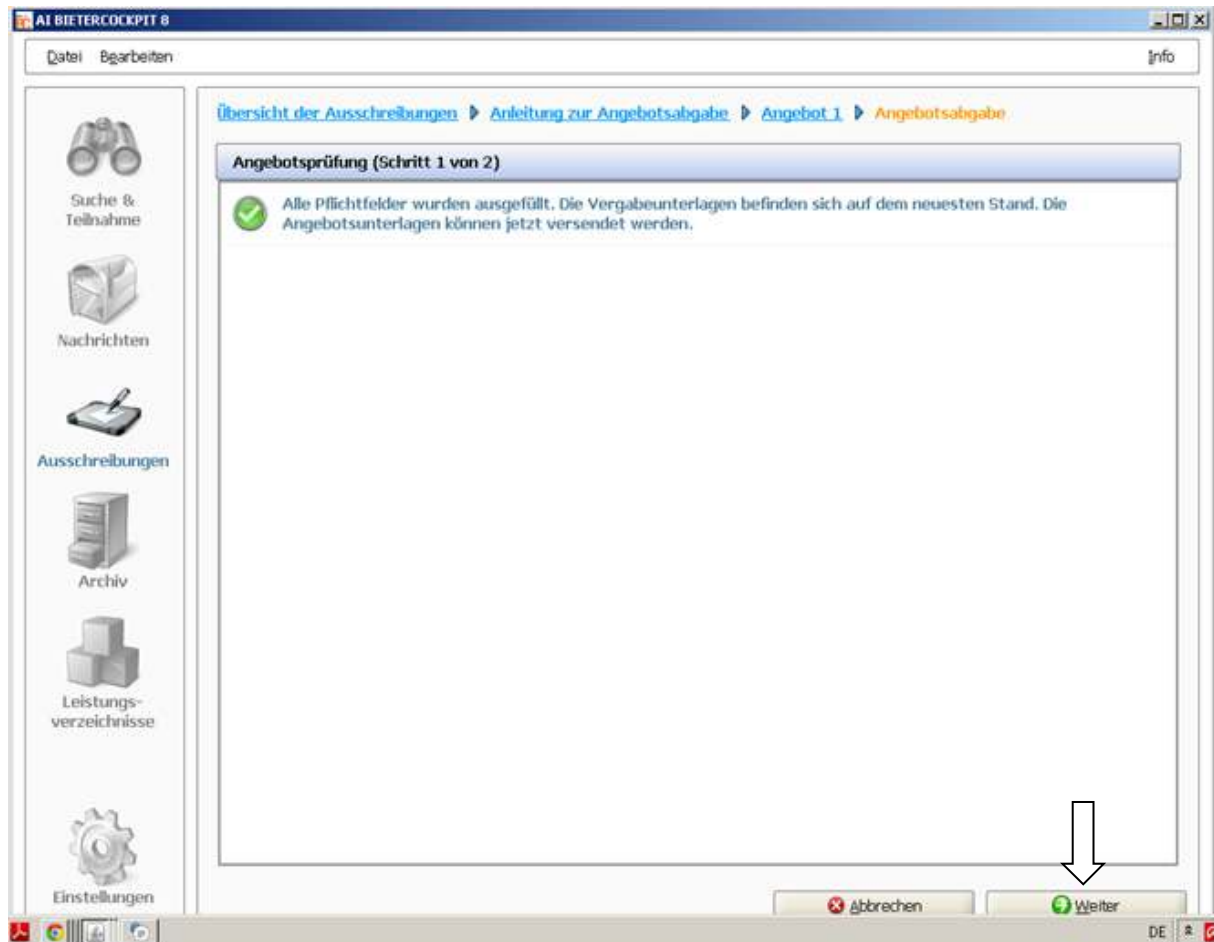 AI BIETERCOCKPIT 8
Datei Bearbeiten Info
Übersicht der Ausschreibungen Anleitung zur Angebotsabgabe Angebot 1 Angebotsabgabe
Angebotsprüfung (Schritt 1 von 2)
Alle Pflichtfelder wurden ausgefüllt. Die Vergabeunterlagen befinden sich auf dem neuesten Stand. Die
Angebotsunterlagen können jetzt versendet werden.
Suche &
Teilnahme
Nachrichten
Ausschreibungen
Archiv
Leistungs-
verzeichnisse
Einstellungen
Abbrechen Weiter
DE